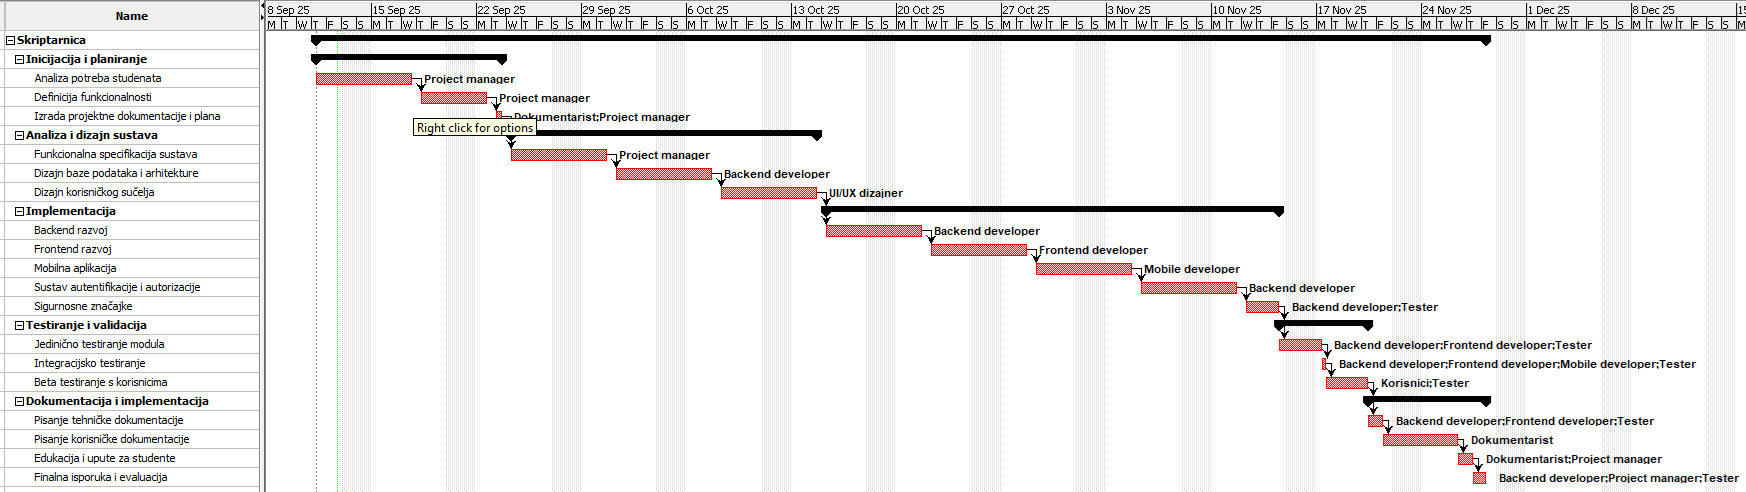 Name
8 Sep 25 15 Sep 25 22 Sep 25 29 Sep 25 6 Oct 25 13 Oct 25 20 Oct 25 27 Oct 25 3 Nov 25 10 Nov 25 17 Nov 25 24 Nov 25 1 Dec 25 8 Dec 25 15
M T W T F S S M T W T F S S M T W T F S S M T W T F S S M T W T F S S M T W T F S S M T W T F S S M T W T F S S M T W T F S S M T W T F S S M T W T F S S M T W T F S S M T W T F S S M T W T F S S M
Skriptarnica
Inicijacija i planiranje
Analiza potreba studenata Project manager
Definicija funkcionalnosti Project manager
Izrada projektne dokumentacije i plana Dokumentarist;Project manager
Right click for options
Analiza i dizajn sustava
Funkcionalna specifikacija sustava Project manager
Dizajn baze podataka i arhitekture Backend developer
Dizajn korisničkog sučelja UI/UX dizajner
Implementacija
Backend razvoj Backend developer
Frontend razvoj Frontend developer
Mobilna aplikacija Mobile developer
Sustav autentifikacije i autorizacije Backend developer
Sigurnosne značajke Backend developer;Tester
Testiranje i validacija
Jedinično testiranje modula Backend developer;Frontend developer;Tester
Integracijsko testiranje Backend developer;Frontend developer;Mobile developer;Tester
Beta testiranje s korisnicima Korisnici;Tester
Dokumentacija i implementacija
Pisanje tehničke dokumentacije Backend developer;Frontend developer;Tester
Pisanje korisničke dokumentacije Dokumentarist
Edukacija i upute za studente Dokumentarist;Project manager
Finalna isporuka i evaluacija Backend developer;Project manager;Tester